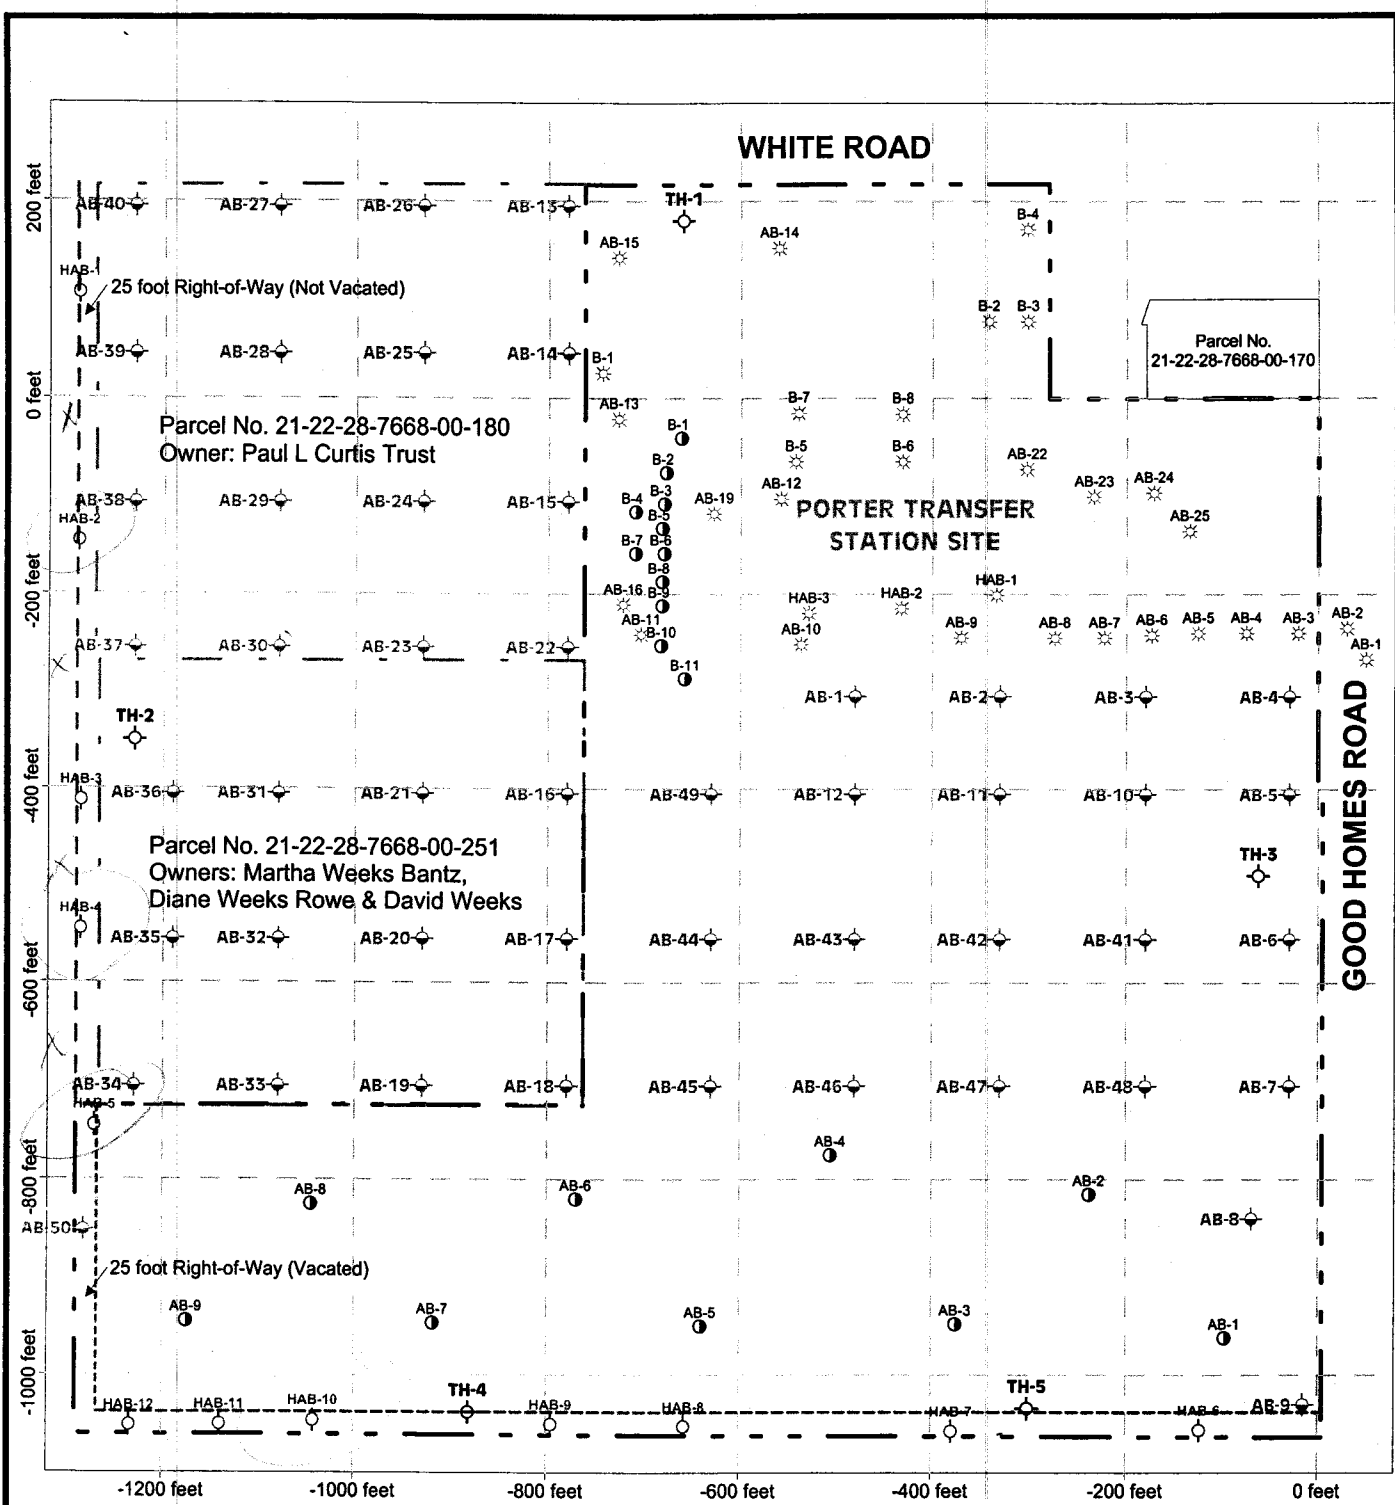 WHITE ROAD
200 feet
AB-40
AB-27
AB-26
AB-13
TH-1
B-4
AB-15
AB-14
HAB-1
25 foot Right-of-Way (Not Vacated)
B-2
B-3
AB-39
AB-28
AB-25
AB-14
B-1
Parcel No.
21-22-28-7668-00-170
0 feet
AB-13
B-7
B-8
Parcel No. 21-22-28-7668-00-180
Owner: Paul L Curtis Trust
B-1
B-2
B-5
B-6
AB-22
AB-38
AB-29
AB-24
AB-15
B-4
B-3
AB-19
AB-12
AB-23
AB-24
PORTER TRANSFER
STATION SITE
HAB-2
B-5
AB-25
B-7
B-6
B-8
-200 feet
AB-16
B-9
HAB-3
HAB-2
HAB-1
AB-11
B-10
AB-10
AB-9
AB-8
AB-7
AB-6
AB-5
AB-4
AB-3
AB-2
AB-1
AB-37
AB-30
AB-23
AB-22
B-11
AB-1
AB-2
AB-3
AB-4
GOOD HOMES ROAD
TH-2
-400 feet
HAB-3
AB-36
AB-31
AB-21
AB-16
AB-49
AB-12
AB-11
AB-10
AB-5
Parcel No. 21-22-28-7668-00-251
Owners: Martha Weeks Bantz,
Diane Weeks Rowe & David Weeks
TH-3
HAB-4
AB-35
AB-32
AB-20
AB-17
AB-44
AB-43
AB-42
AB-41
AB-6
-600 feet
AB-34
AB-33
AB-19
AB-18
AB-45
AB-46
AB-47
AB-48
AB-7
HAB-5
AB-4
-800 feet
AB-8
AB-6
AB-2
AB-50
AB-8
25 foot Right-of-Way (Vacated)
AB-9
AB-7
AB-5
AB-3
AB-1
-1000 feet
HAB-12
HAB-11
HAB-10
TH-4
HAB-9
HAB-8
HAB-7
TH-5
HAB-6
AB-9
-1200 feet
-1000 feet
-800 feet
-600 feet
-400 feet
-200 feet
0 feet